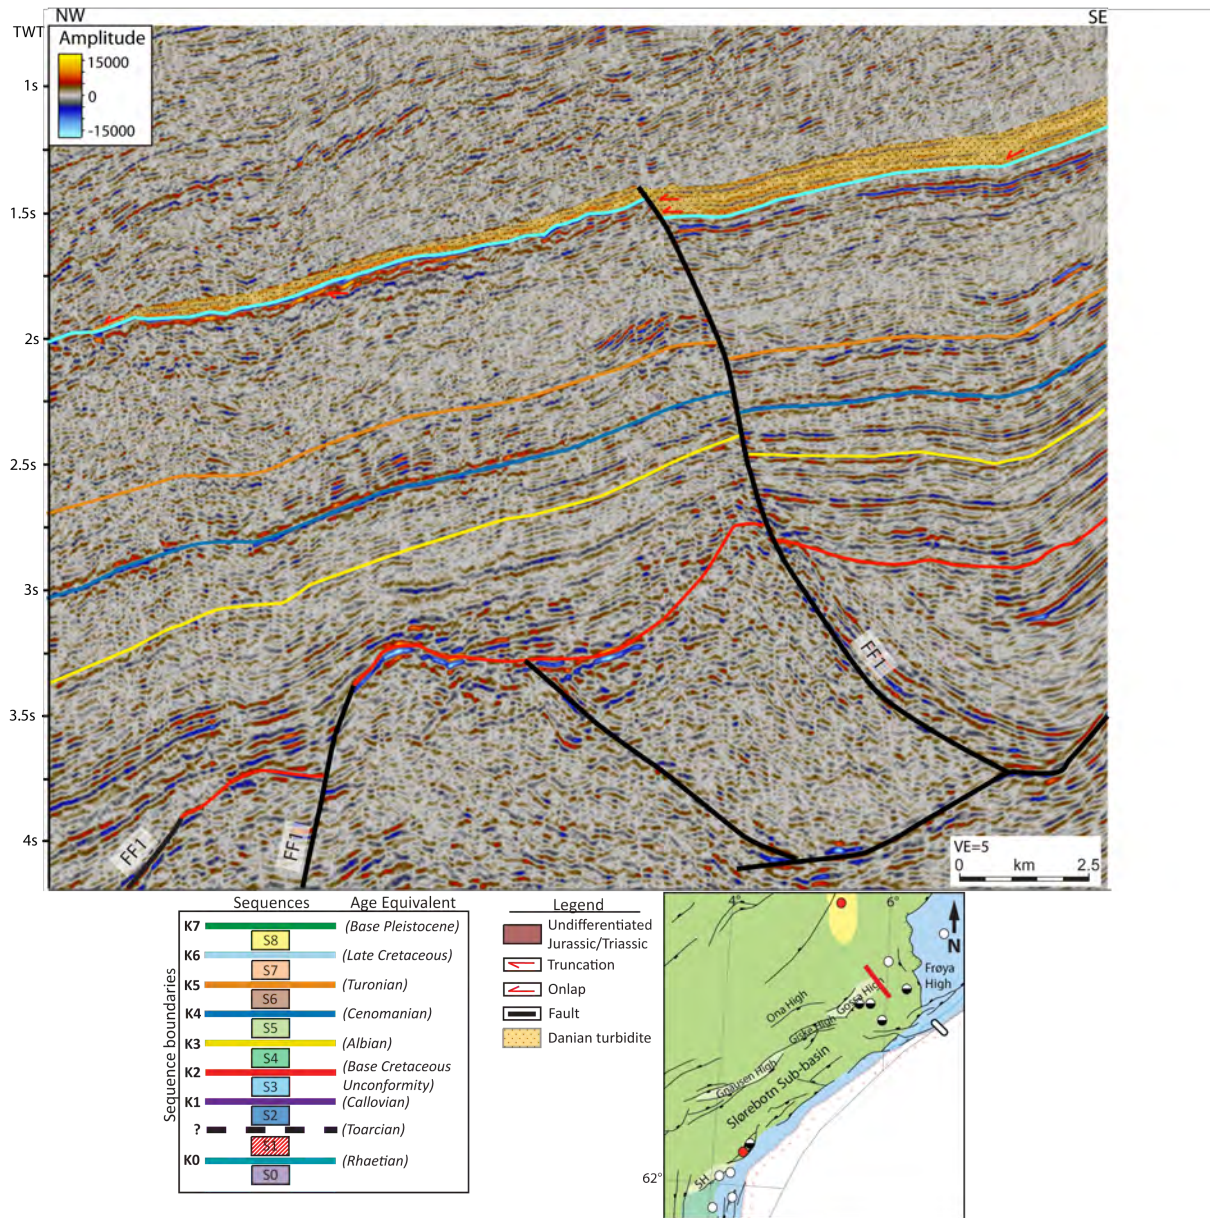 NW
SE
TWT
Amplitude
15000
0
-15000
1s
1.5s
2s
2.5s
3s
3.5s
4s
FF1
FF1
FF1
VE=5
0 km 2.5
Sequences Age Equivalent
Sequence boundaries
K7 (Base Pleistocene)
S8
K6 (Late Cretaceous)
S7
K5 (Turonian)
S6
K4 (Cenomanian)
S5
K3 (Albian)
S4
K2 (Base Cretaceous
S3 Unconformity)
K1 (Callovian)
S2
? (Toarcian)
S1
K0 (Rhaetian)
S0
Legend
Undifferentiated
Jurassic/Triassic
Truncation
Onlap
Fault
Danian turbidite
4° 6°
N
Frøya
High
Gossa High
Ona High
Giske High
Gnausen High
Slørebotn Sub-basin
62°
SH